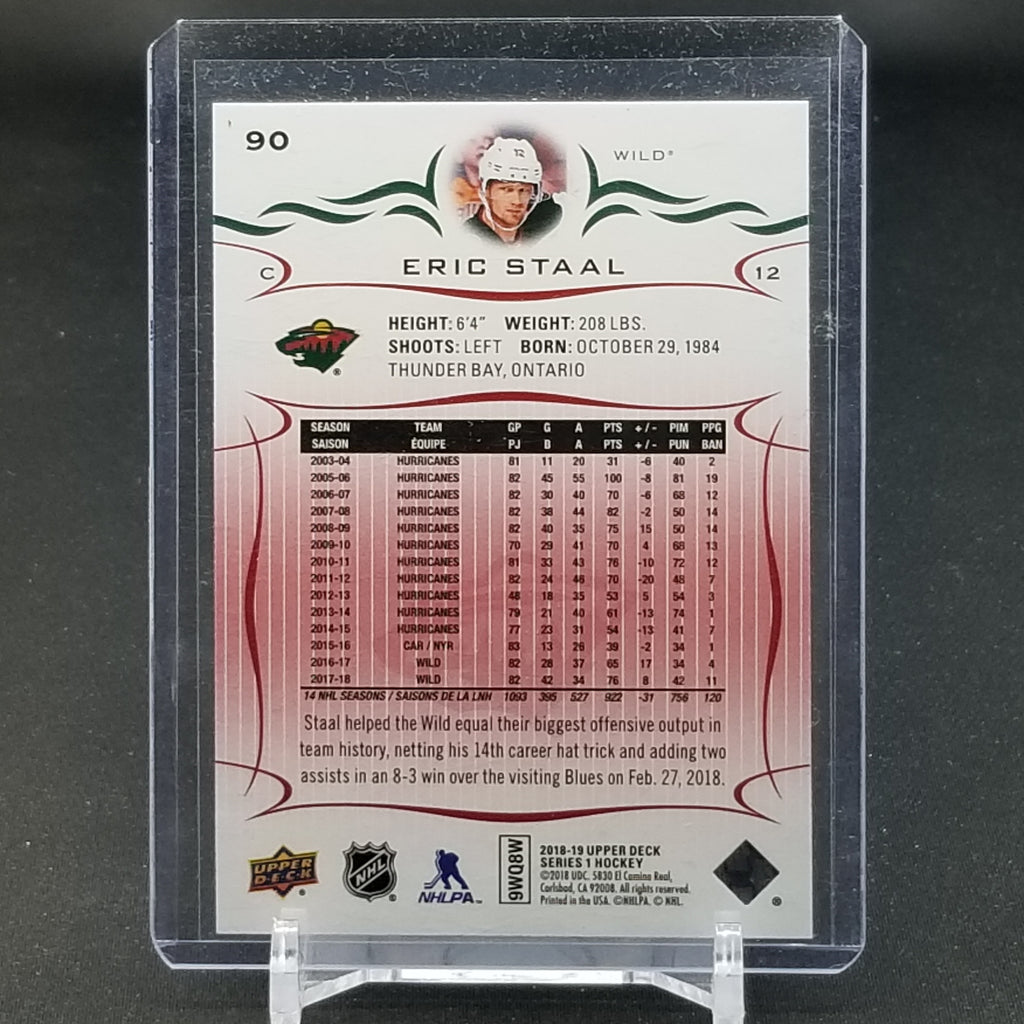 90
12
WILD®
C
ERIC STAAL
12
HEIGHT: 6'4" WEIGHT: 208 LBS.
SHOOTS: LEFT BORN: OCTOBER 29, 1984
THUNDER BAY, ONTARIO
SEASON TEAM GP G A PTS +/- PIM PPG
SAISON ÉQUIPE PJ B A PTS +/- PUN BAN
2003-04 HURRICANES 81 11 20 31 -6 40 2
2005-06 HURRICANES 82 45 55 100 -8 81 19
2006-07 HURRICANES 82 30 40 70 -6 68 12
2007-08 HURRICANES 82 38 44 82 -2 50 14
2008-09 HURRICANES 82 40 35 75 15 50 14
2009-10 HURRICANES 70 29 41 70 4 68 13
2010-11 HURRICANES 81 33 43 76 -10 72 12
2011-12 HURRICANES 82 24 46 70 -20 48 7
2012-13 HURRICANES 48 18 35 53 5 54 3
2013-14 HURRICANES 79 21 40 61 -13 74 1
2014-15 HURRICANES 77 23 31 54 -13 41 7
2015-16 CAR / NYR 83 13 26 39 -2 34 1
2016-17 WILD 82 28 37 65 17 34 4
2017-18 WILD 82 42 34 76 8 42 11
14 NHL SEASONS / SAISONS DE LA LNH 1093 395 527 922 -31 756 120
Staal helped the Wild equal their biggest offensive output in
team history, netting his 14th career hat trick and adding two
assists in an 8-3 win over the visiting Blues on Feb. 27, 2018.
UPPER
D·E·C·K
NHL
NHLPA
9WQ8W
2018-19 UPPER DECK
SERIES 1 HOCKEY
©2018 UDC. 5830 El Camino Real,
Carlsbad, CA 92008. All rights reserved.
Printed in the USA. ©NHLPA. © NHL.